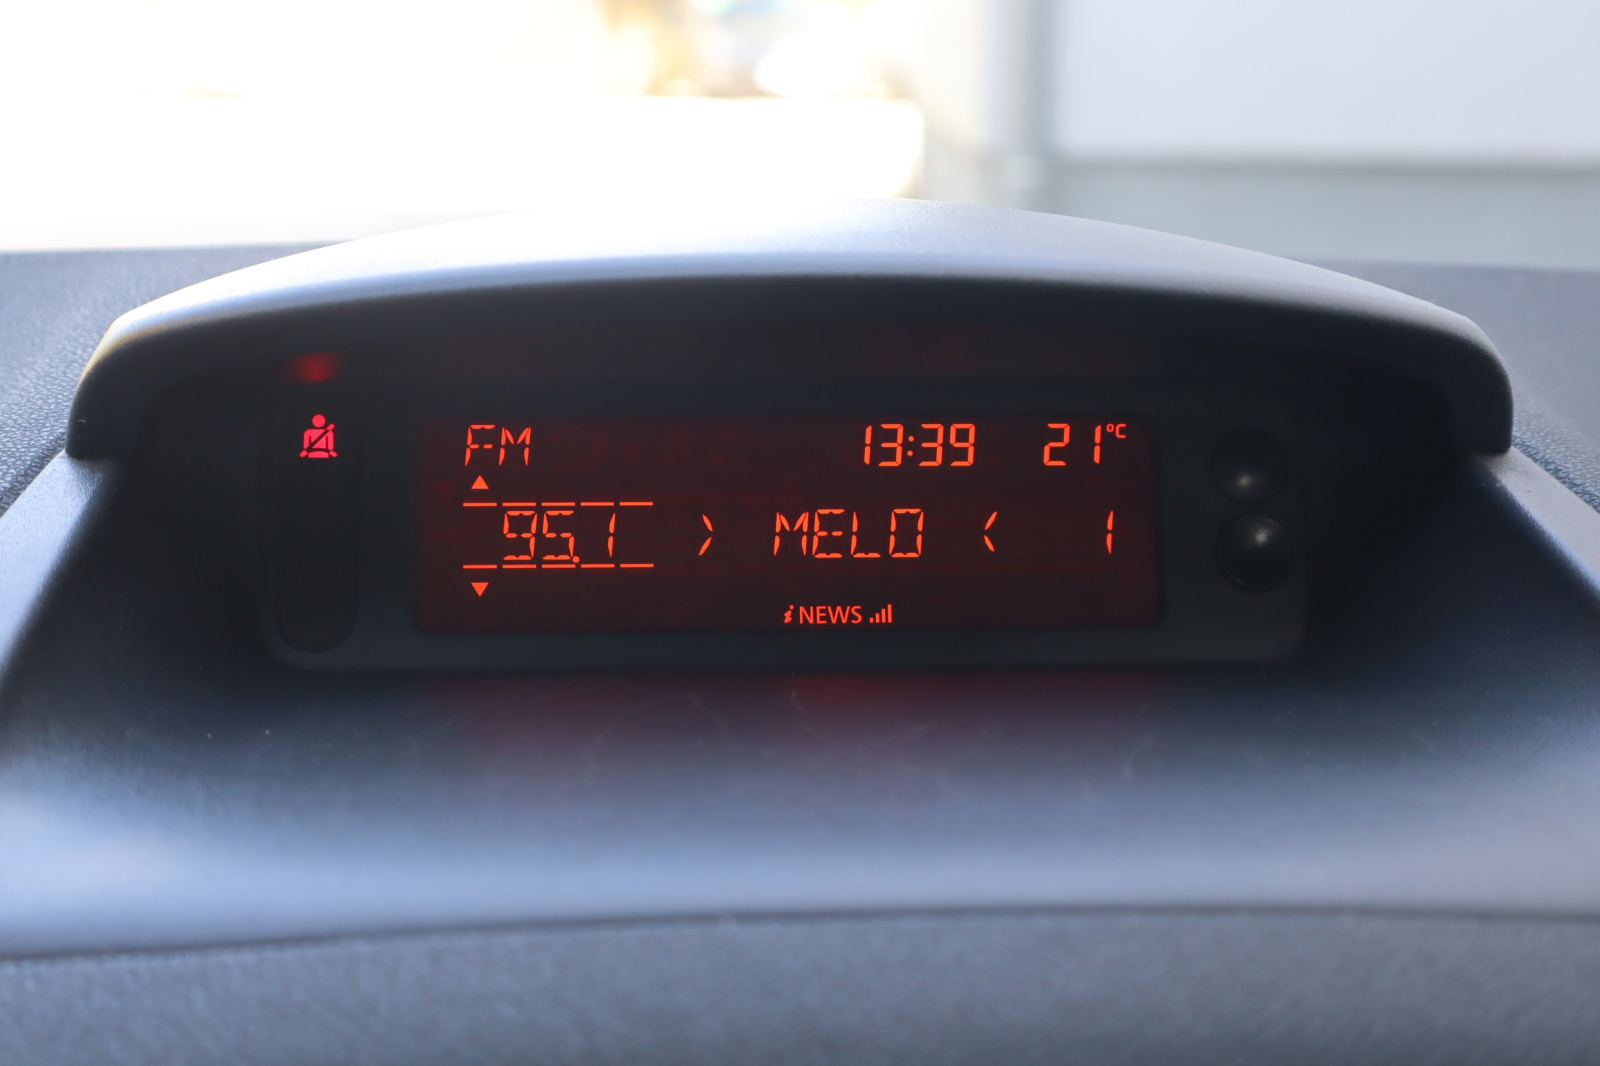 FM 13:39 21°C
95.1 > MELO < 1
i NEWS